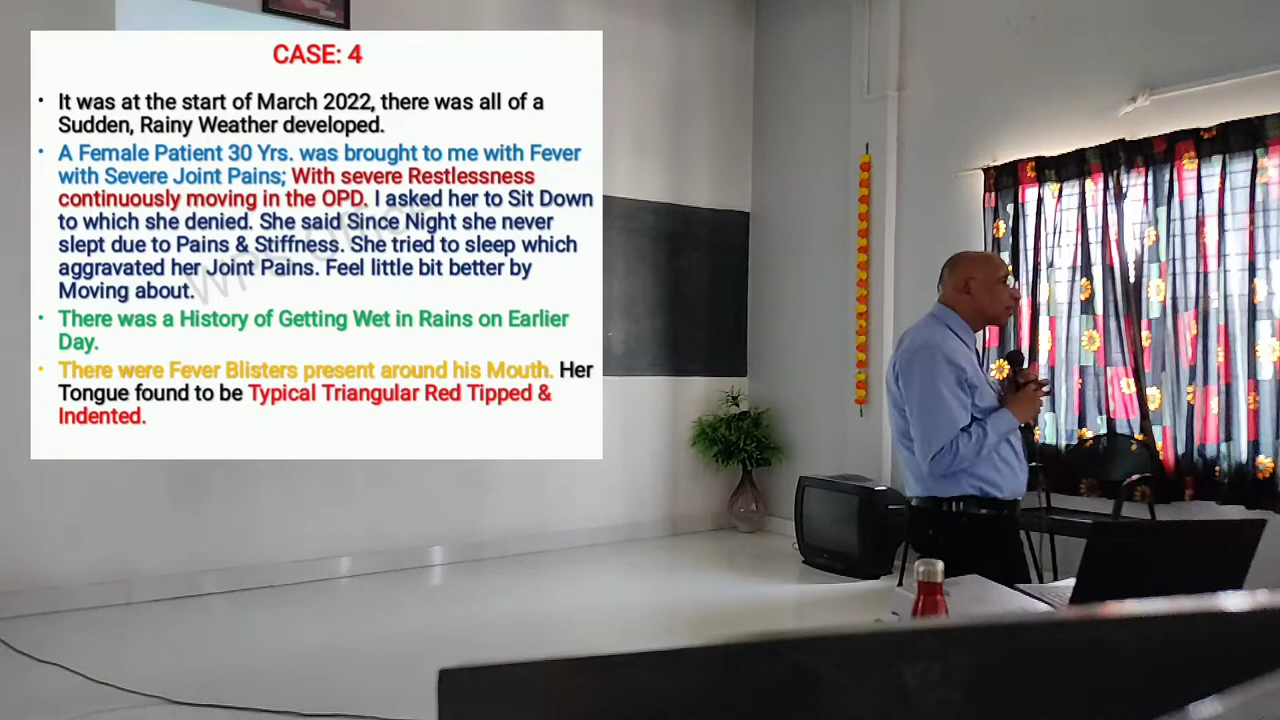 CASE: 4
• It was at the start of March 2022, there was all of a
Sudden, Rainy Weather developed.
• A Female Patient 30 Yrs. was brought to me with Fever
with Severe Joint Pains; With severe Restlessness
continuously moving in the OPD. I asked her to Sit Down
to which she denied. She said Since Night she never
slept due to Pains & Stiffness. She tried to sleep which
aggravated her Joint Pains. Feel little bit better by
Moving about.
• There was a History of Getting Wet in Rains on Earlier
Day.
• There were Fever Blisters present around his Mouth. Her
Tongue found to be Typical Triangular Red Tipped &
Indented.